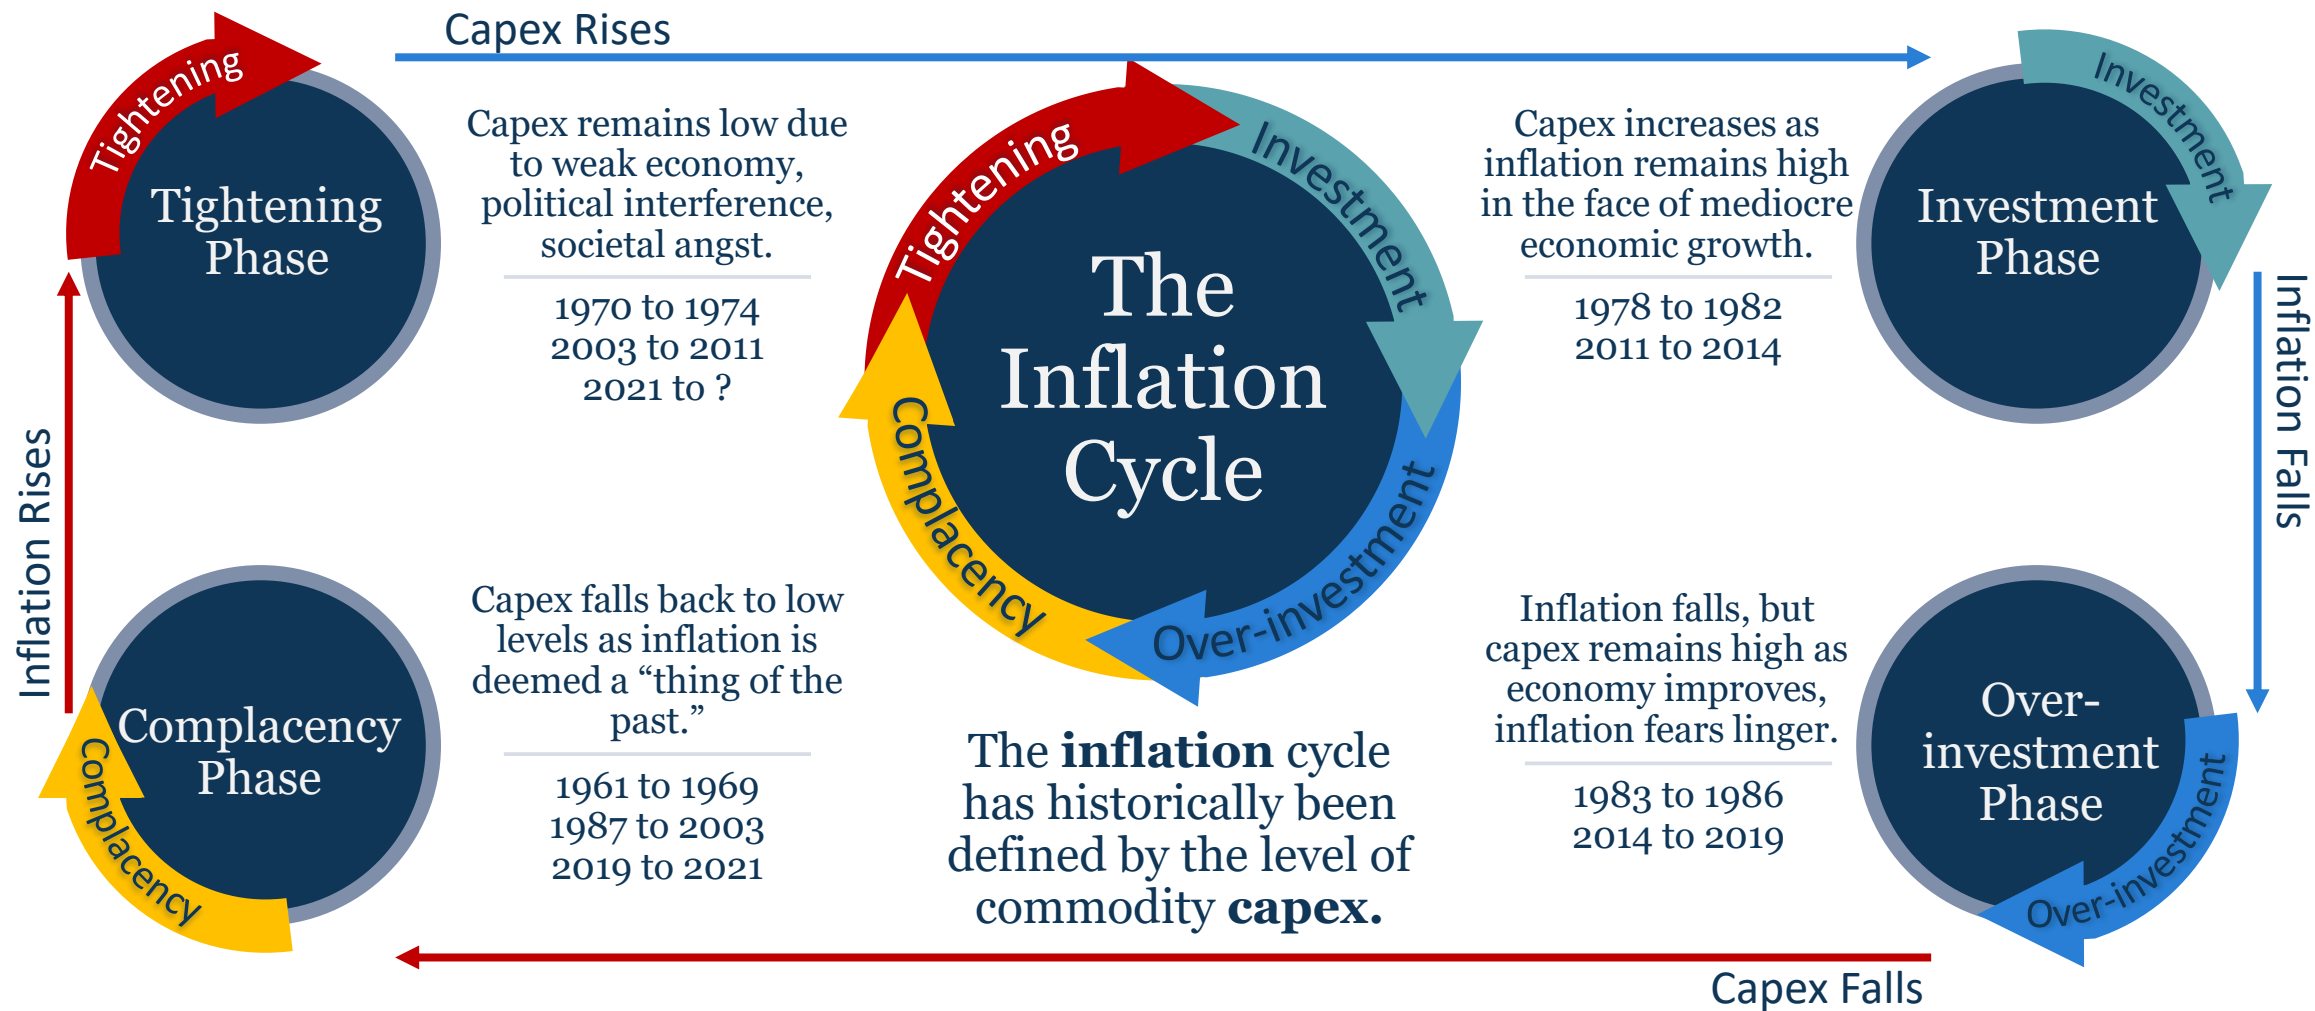 Capex Rises
Tightening
Tightening
Phase
Capex remains low due
to weak economy,
political interference,
societal angst.
1970 to 1974
2003 to 2011
2021 to ?
Inflation Rises
Tightening
Investment
Over-investment
Complacency
The
Inflation
Cycle
Capex increases as
inflation remains high
in the face of mediocre
economic growth.
1978 to 1982
2011 to 2014
Investment
Investment
Phase
Inflation Falls
Complacency
Phase
Complacency
Capex falls back to low
levels as inflation is
deemed a “thing of the
past.”
1961 to 1969
1987 to 2003
2019 to 2021
The inflation cycle
has historically been
defined by the level of
commodity capex.
Inflation falls, but
capex remains high as
economy improves,
inflation fears linger.
1983 to 1986
2014 to 2019
Over-
investment
Phase
Over-investment
Capex Falls